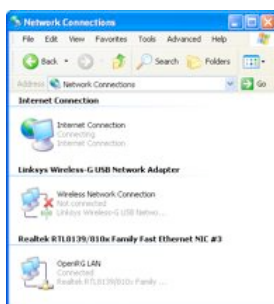 Network Connections
File Edit View Favorites Tools Advanced Help
Back Search Folders
Address Network Connections Go
Internet Connection
Internet Connection
Connecting
Internet Connection
Linksys Wireless-G USB Network Adapter
Wireless Network Connection
Not connected
Linksys Wireless-G USB Netwo...
Realtek RTL8139/810x Family Fast Ethernet NIC #3
OpenRG LAN
Connected
Realtek RTL8139/810x Family ...